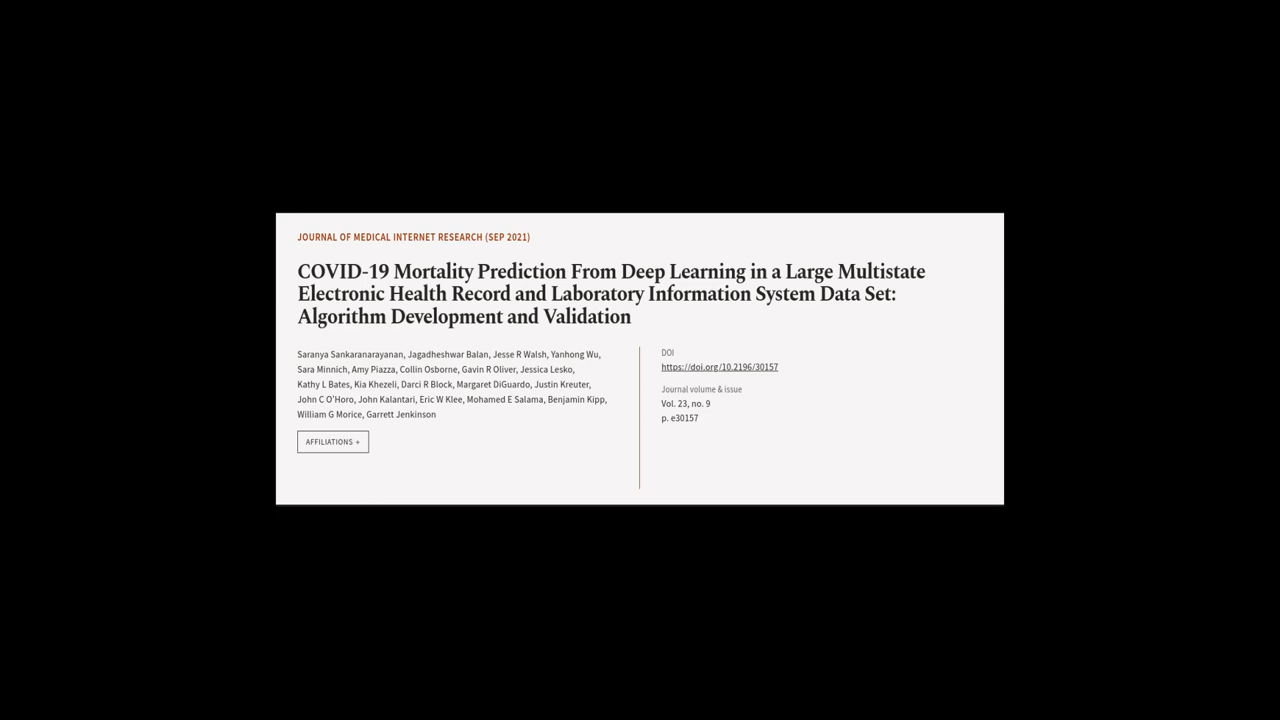 JOURNAL OF MEDICAL INTERNET RESEARCH (SEP 2021)
COVID-19 Mortality Prediction From Deep Learning in a Large Multistate
Electronic Health Record and Laboratory Information System Data Set:
Algorithm Development and Validation
Saranya Sankaranarayanan, Jagadheshwar Balan, Jesse R Walsh, Yanhong Wu,
Sara Minnich, Amy Piazza, Collin Osborne, Gavin R Oliver, Jessica Lesko,
Kathy L Bates, Kia Khezeli, Darci R Block, Margaret DiGuardo, Justin Kreuter,
John C O'Horo, John Kalantari, Eric W Klee, Mohamed E Salama, Benjamin Kipp,
William G Morice, Garrett Jenkinson
AFFILIATIONS +
DOI
https://doi.org/10.2196/30157
Journal volume & issue
Vol. 23, no. 9
p. e30157